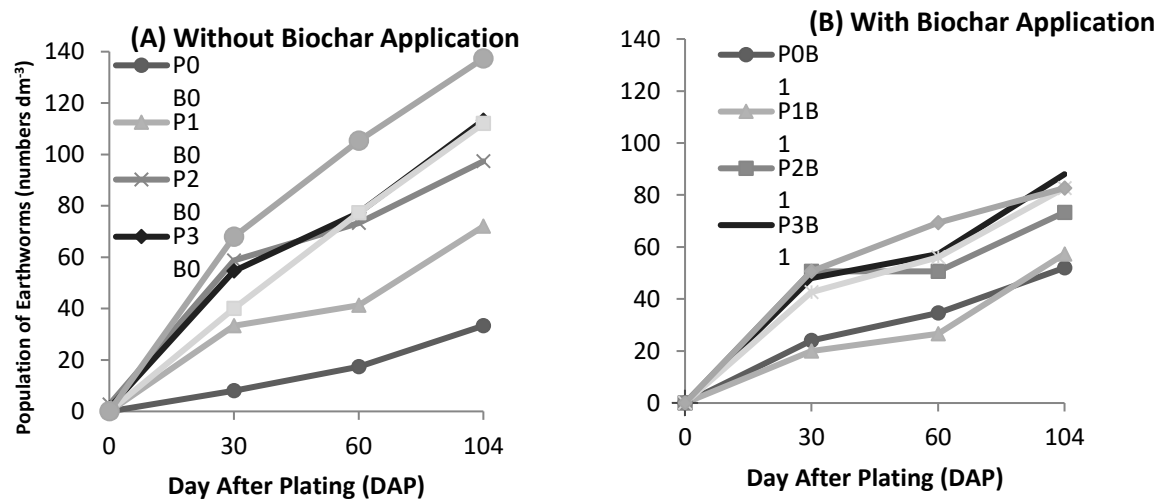 (A) Without Biochar Application
Population of Earthworms (numbers dm-3)
140
120
100
80
60
40
20
0
P0
B0
P1
B0
P2
B0
P3
B0
0 30 60 104
Day After Plating (DAP)
(B) With Biochar Application
140
120
100
80
60
40
20
0
P0B
1
P1B
1
P2B
1
P3B
1
0 30 60 104
Day After Plating (DAP)